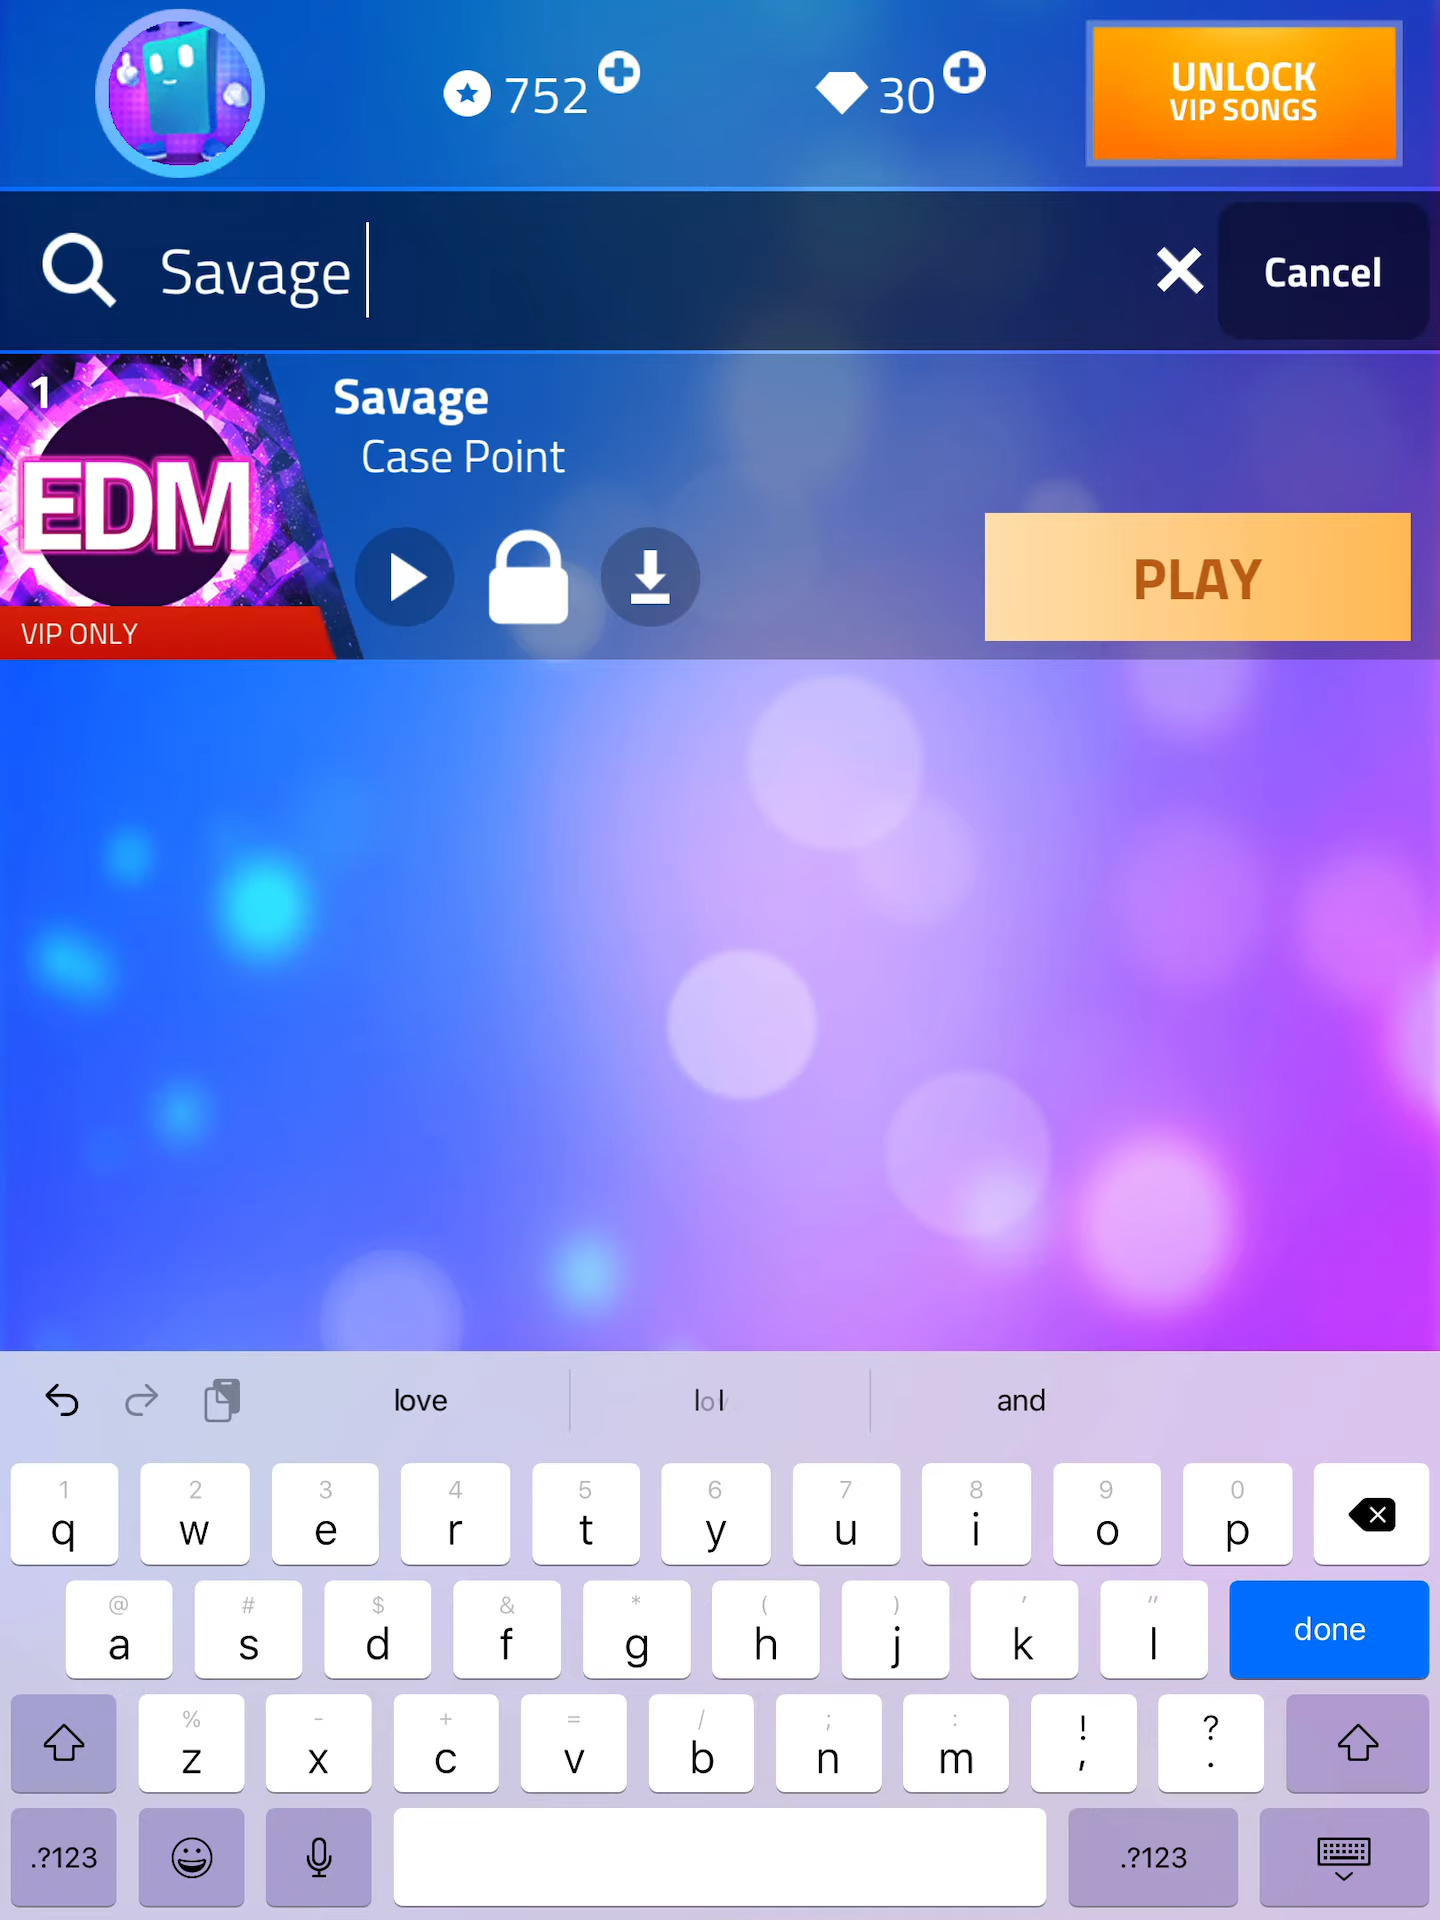 752
30
UNLOCK
VIP SONGS
Savage
Cancel
1
EDM
VIP ONLY
Savage
Case Point
PLAY
love
and
1 2 3 4 5 6 7 8 9 0
q w e r t y u i o p
@ # $ & * ( ) ' "
a s d f g h j k l
done
% - + = / ; : ! ?
z x c v b n m , .
.?123
.?123